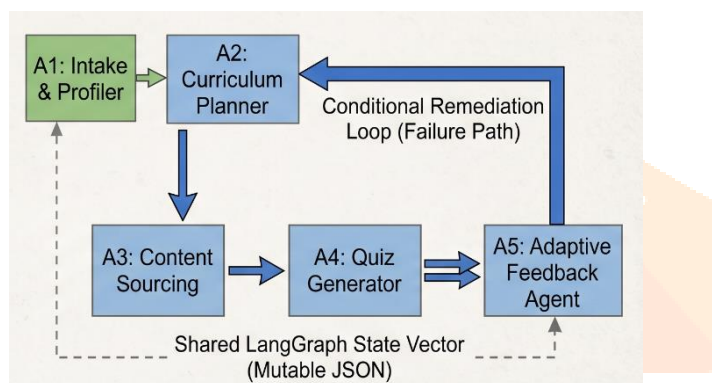 A1: Intake
& Profiler
A2:
Curriculum
Planner
Conditional Remediation
Loop (Failure Path)
A3: Content
Sourcing
A4: Quiz
Generator
A5: Adaptive
Feedback
Agent
Shared LangGraph State Vector
(Mutable JSON)